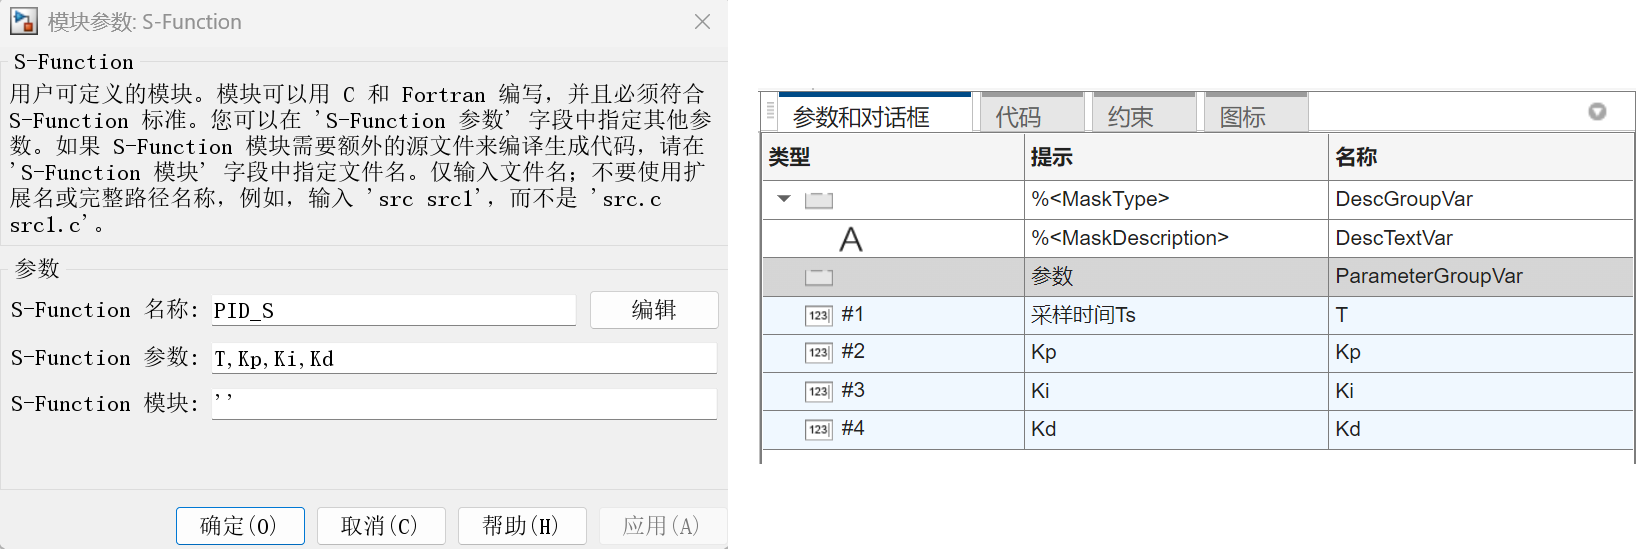 模块参数: S-Function
S-Function
用户可定义的模块。模块可以用 C 和 Fortran 编写，并且必须符合
S-Function 标准。您可以在 'S-Function 参数' 字段中指定其他参
数。如果 S-Function 模块需要额外的源文件来编译生成代码，请在
'S-Function 模块' 字段中指定文件名。仅输入文件名；不要使用扩
展名或完整路径名称，例如，输入 'src src1'，而不是 'src.c
src1.c'。
参数
S-Function 名称: PID_S 编辑
S-Function 参数: T,Kp,Ki,Kd
S-Function 模块: ''
确定(O) 取消(C) 帮助(H) 应用(A)
参数和对话框 代码 约束 图标
类型 提示 名称
%<MaskType> DescGroupVar
A %<MaskDescription> DescTextVar
参数 ParameterGroupVar
123 #1 采样时间Ts T
123 #2 Kp Kp
123 #3 Ki Ki
123 #4 Kd Kd